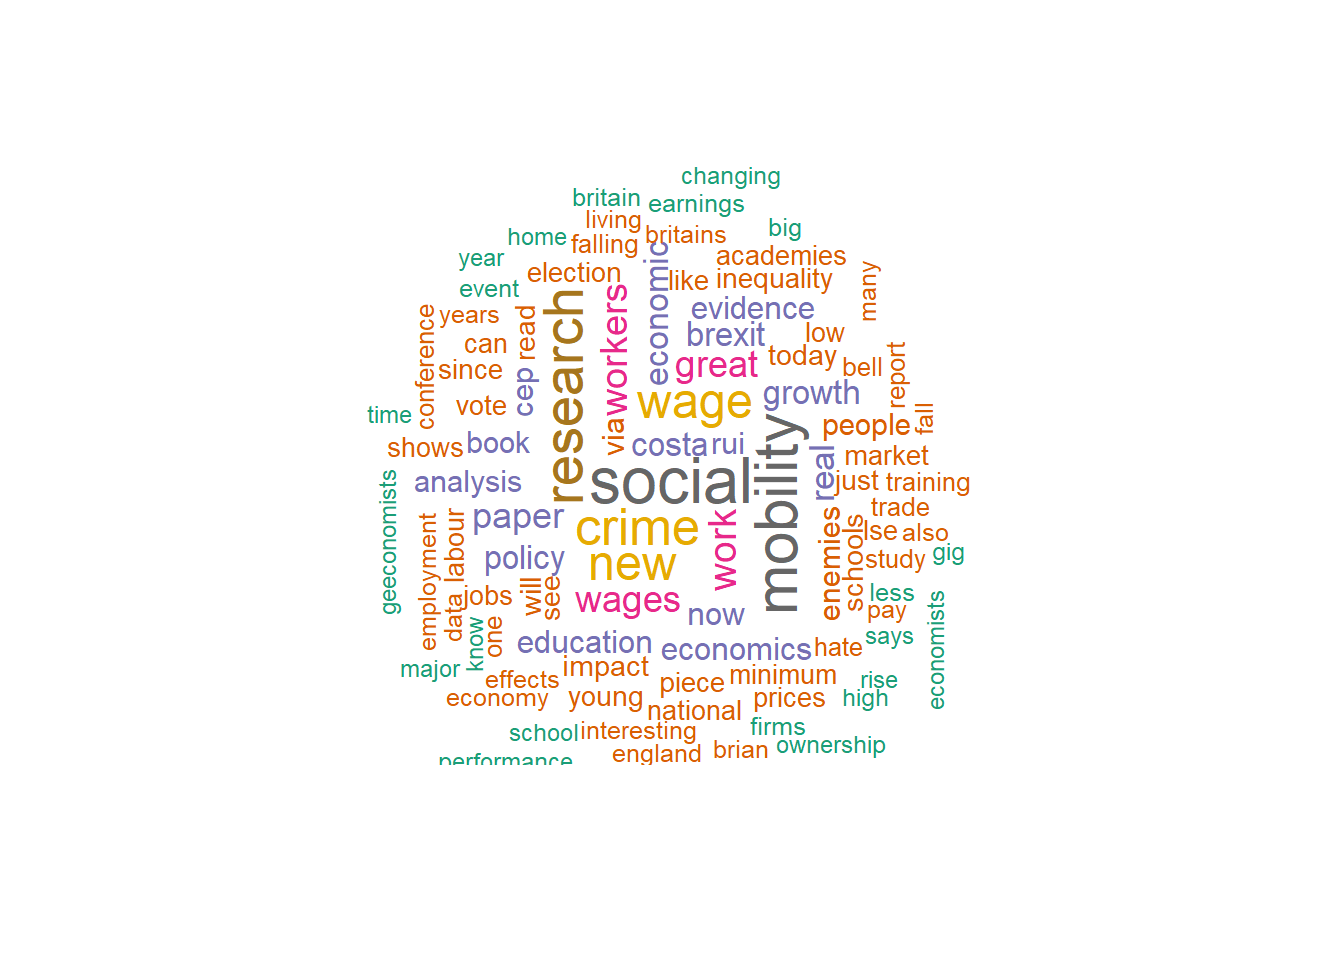 changing
britain
earnings
living
big
home
falling
britains
year
economic
academies
election
like
inequality
many
event
research
workers
evidence
years
conference
read
brexit
low
can
great
today
report
since
cep
bell
wage
growth
time
vote
via
people
fall
shows
book
costa
rui
mobility
real
market
geeconomists
analysis
social
just
training
paper
crime
work
trade
employment
labour
enemies
schools
lse
also
policy
new
study
gig
data
jobs
will
see
wages
now
less
pay
economists
know
one
education
economics
hate
says
major
effects
impact
piece
minimum
rise
economy
young
national
prices
high
school
interesting
firms
performance
england
brian
ownership